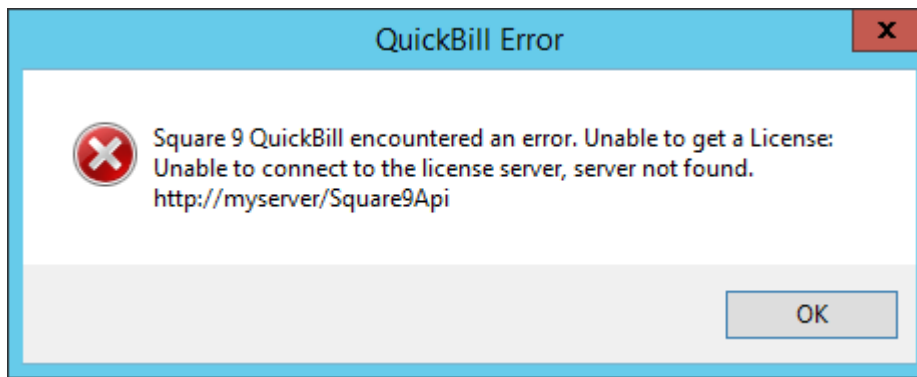 QuickBill Error
x
Square 9 QuickBill encountered an error. Unable to get a License:
Unable to connect to the license server, server not found.
http://myserver/Square9Api
OK